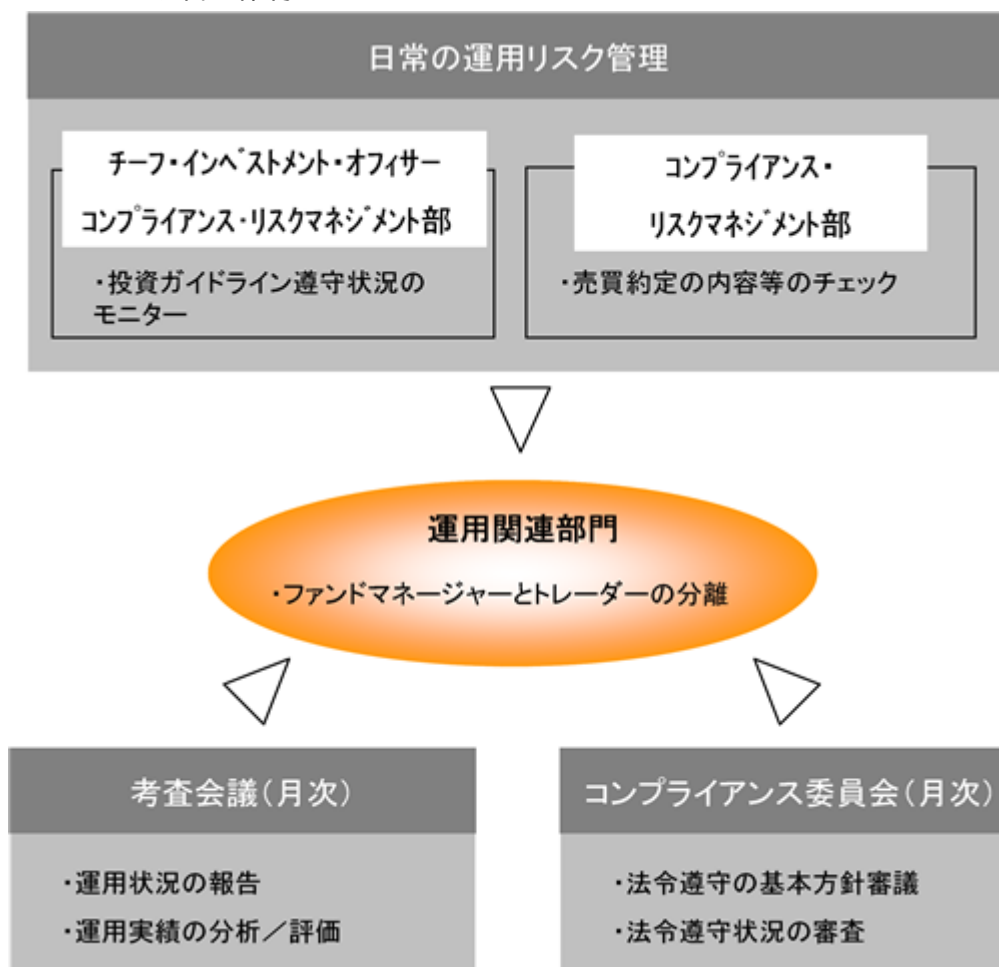 日常の運用リスク管理
チーフ・インベストメント・オフィサー
コンプライアンス・リスクマネジメント部
・投資ガイドライン遵守状況の
モニター
コンプライアンス・
リスクマネジメント部
・売買約定の内容等のチェック
運用関連部門
・ファンドマネージャーとトレーダーの分離
考査会議（月次）
・運用状況の報告
・運用実績の分析／評価
コンプライアンス委員会（月次）
・法令遵守の基本方針審議
・法令遵守状況の審査